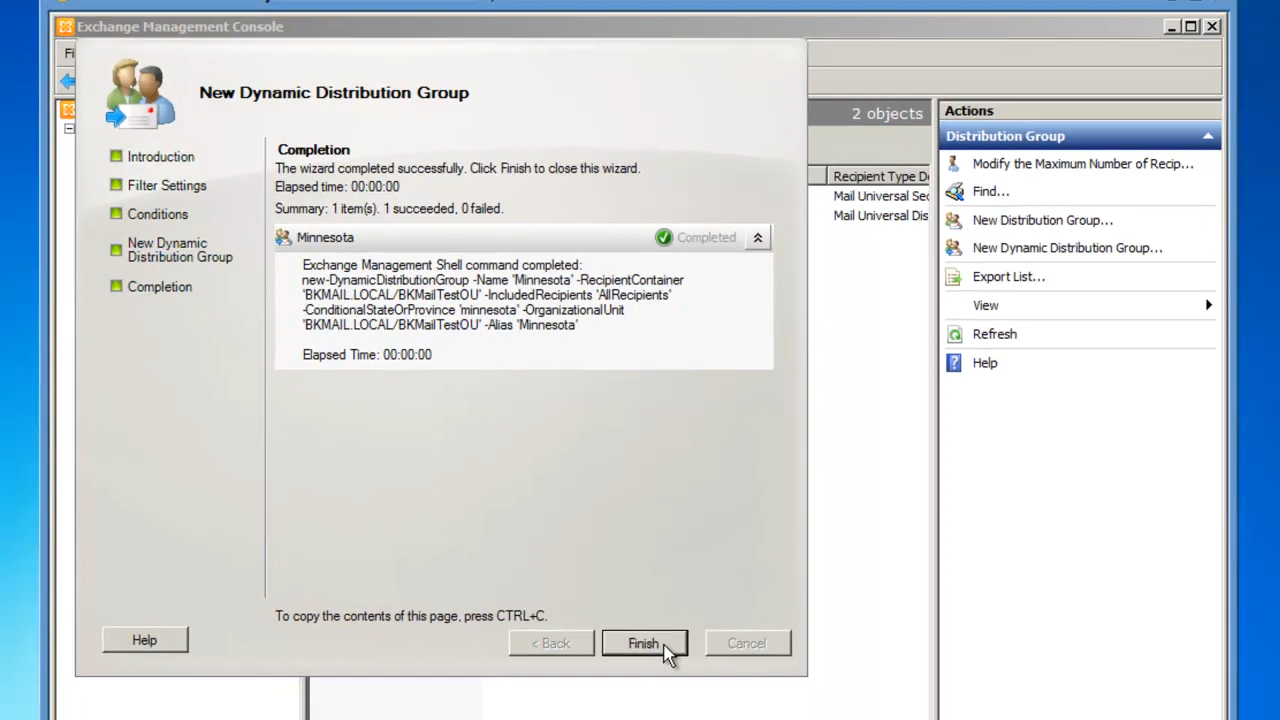 Exchange Management Console
Fi
New Dynamic Distribution Group
Introduction
Filter Settings
Conditions
New Dynamic
Distribution Group
Completion
Completion
The wizard completed successfully. Click Finish to close this wizard.
Elapsed time: 00:00:00
Summary: 1 item(s). 1 succeeded, 0 failed.
Minnesota
Completed
Exchange Management Shell command completed:
new-DynamicDistributionGroup -Name 'Minnesota' -RecipientContainer
'BKMAIL.LOCAL/BKMailTestOU' -IncludedRecipients 'AllRecipients'
-ConditionalStateOrProvince 'minnesota' -OrganizationalUnit
'BKMAIL.LOCAL/BKMailTestOU' -Alias 'Minnesota'
Elapsed Time: 00:00:00
To copy the contents of this page, press CTRL+C.
Help
< Back
Finish
Cancel
2 objects
Recipient Type De
Mail Universal Sec
Mail Universal Dis
Actions
Distribution Group
Modify the Maximum Number of Recip...
Find...
New Distribution Group...
New Dynamic Distribution Group...
Export List...
View
Refresh
Help